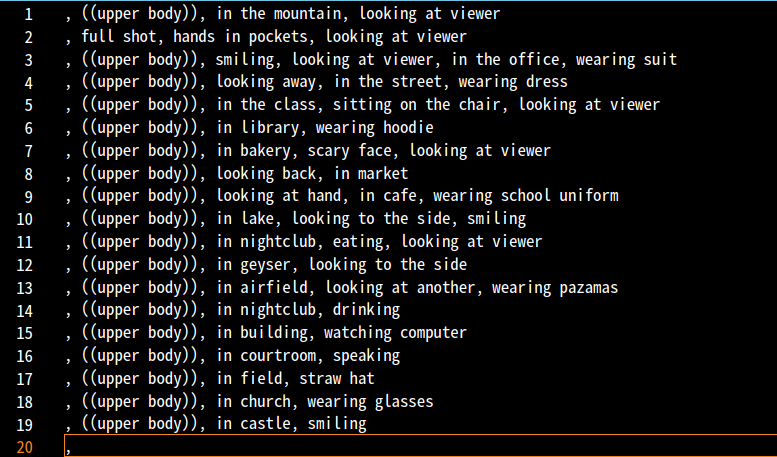 1 , ((upper body)), in the mountain, looking at viewer
2 , full shot, hands in pockets, looking at viewer
3 , ((upper body)), smiling, looking at viewer, in the office, wearing suit
4 , ((upper body)), looking away, in the street, wearing dress
5 , ((upper body)), in the class, sitting on the chair, looking at viewer
6 , ((upper body)), in library, wearing hoodie
7 , ((upper body)), in bakery, scary face, looking at viewer
8 , ((upper body)), looking back, in market
9 , ((upper body)), looking at hand, in cafe, wearing school uniform
10 , ((upper body)), in lake, looking to the side, smiling
11 , ((upper body)), in nightclub, eating, looking at viewer
12 , ((upper body)), in geyser, looking to the side
13 , ((upper body)), in airfield, looking at another, wearing pazamas
14 , ((upper body)), in nightclub, drinking
15 , ((upper body)), in building, watching computer
16 , ((upper body)), in courtroom, speaking
17 , ((upper body)), in field, straw hat
18 , ((upper body)), in church, wearing glasses
19 , ((upper body)), in castle, smiling
20 ,